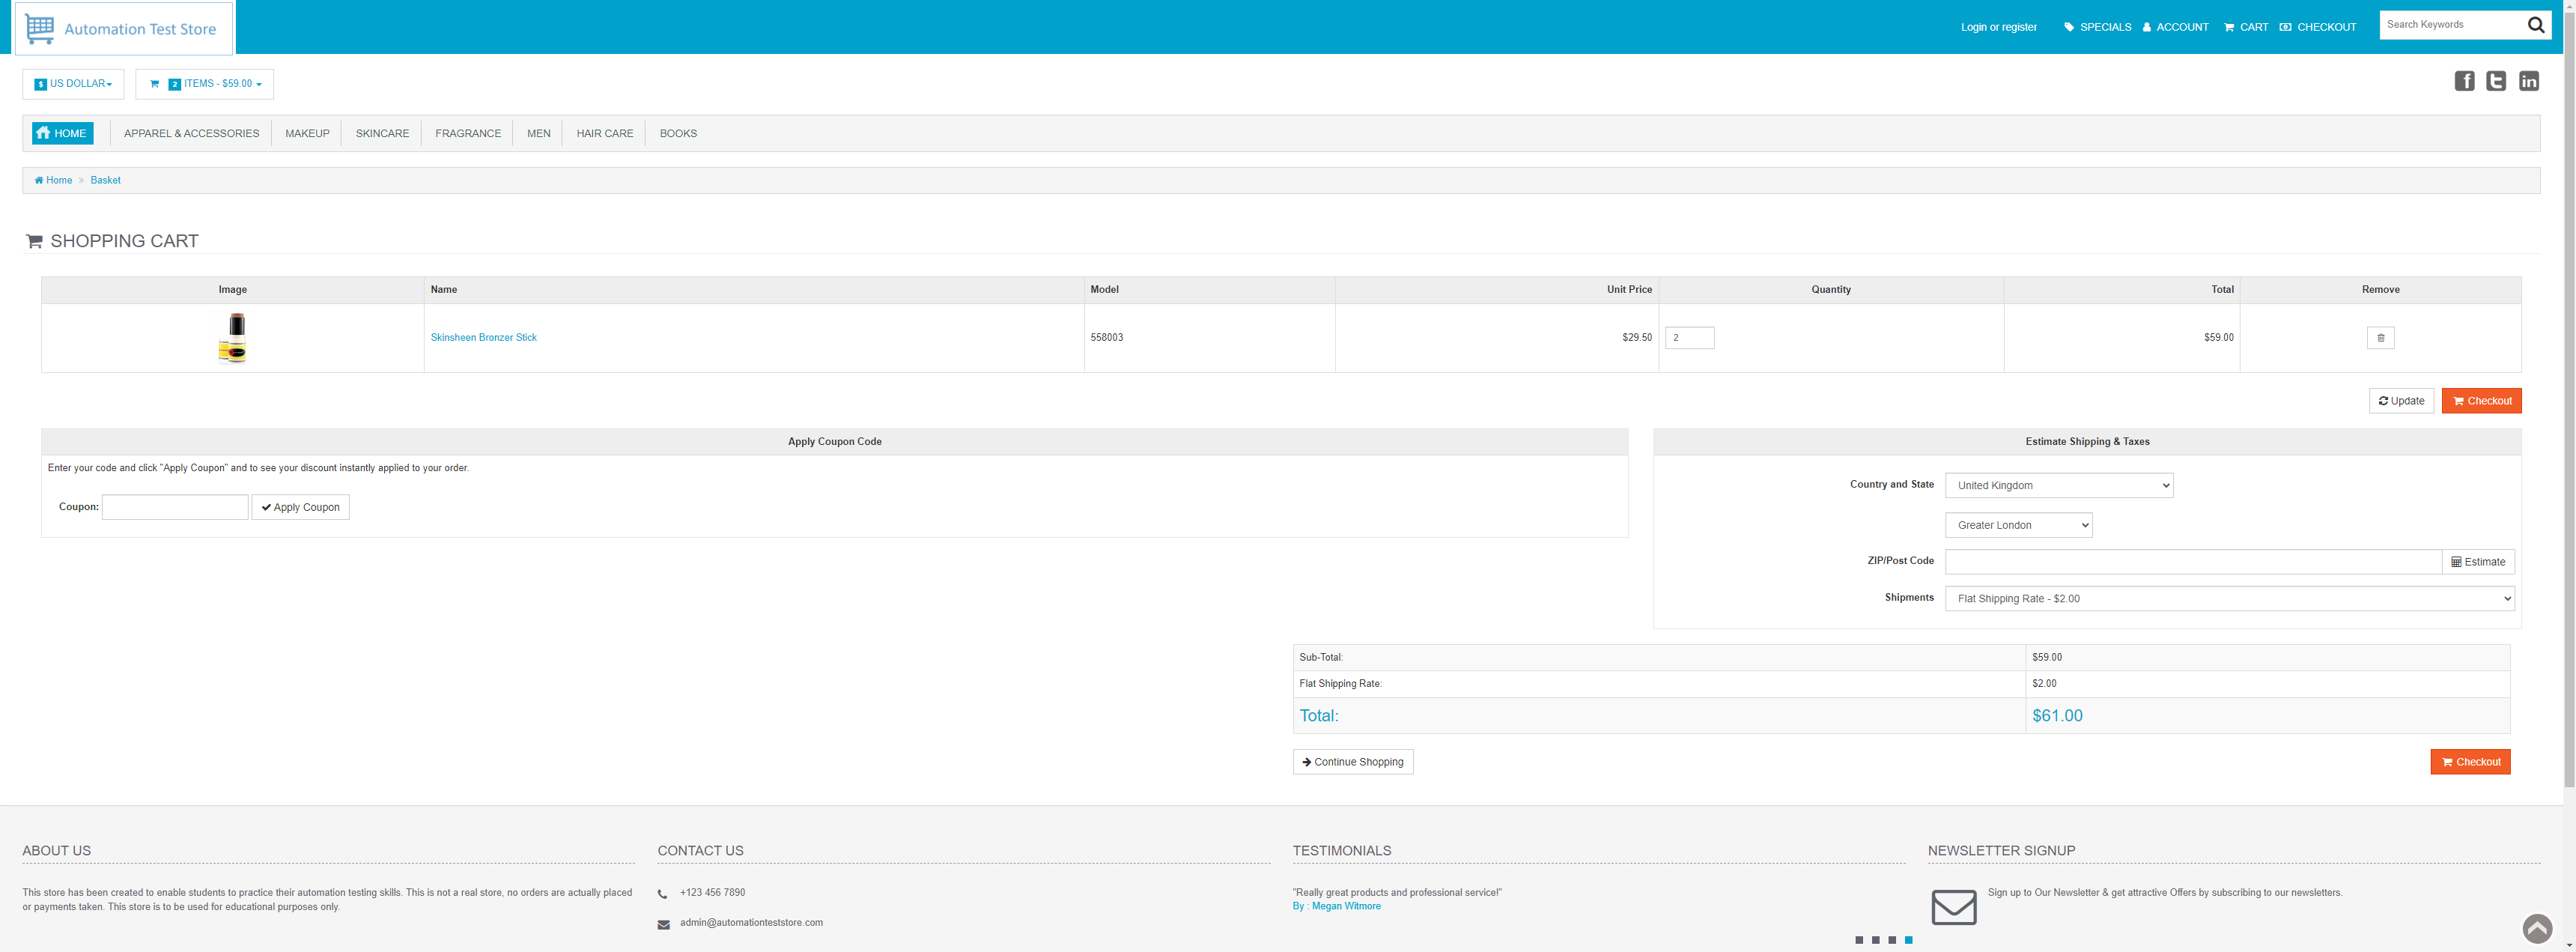 Automation Test Store
Login or register SPECIALS ACCOUNT CART CHECKOUT Search Keywords
$ US DOLLAR 2 ITEMS - $59.00
HOME APPAREL & ACCESSORIES MAKEUP SKINCARE FRAGRANCE MEN HAIR CARE BOOKS
Home » Basket
SHOPPING CART
Image Name Model Unit Price Quantity Total Remove
Skinsheen Bronzer Stick 558003 $29.50 2 $59.00
Update Checkout
Apply Coupon Code
Enter your code and click "Apply Coupon" and to see your discount instantly applied to your order.
Coupon: Apply Coupon
Estimate Shipping & Taxes
Country and State United Kingdom
Greater London
ZIP/Post Code Estimate
Shipments Flat Shipping Rate - $2.00
Sub-Total: $59.00
Flat Shipping Rate: $2.00
Total: $61.00
Continue Shopping Checkout
ABOUT US
This store has been created to enable students to practice their automation testing skills. This is not a real store, no orders are actually placed
or payments taken. This store is to be used for educational purposes only.
CONTACT US
+123 456 7890
admin@automationteststore.com
TESTIMONIALS
"Really great products and professional service!"
By : Megan Witmore
NEWSLETTER SIGNUP
Sign up to Our Newsletter & get attractive Offers by subscribing to our newsletters.